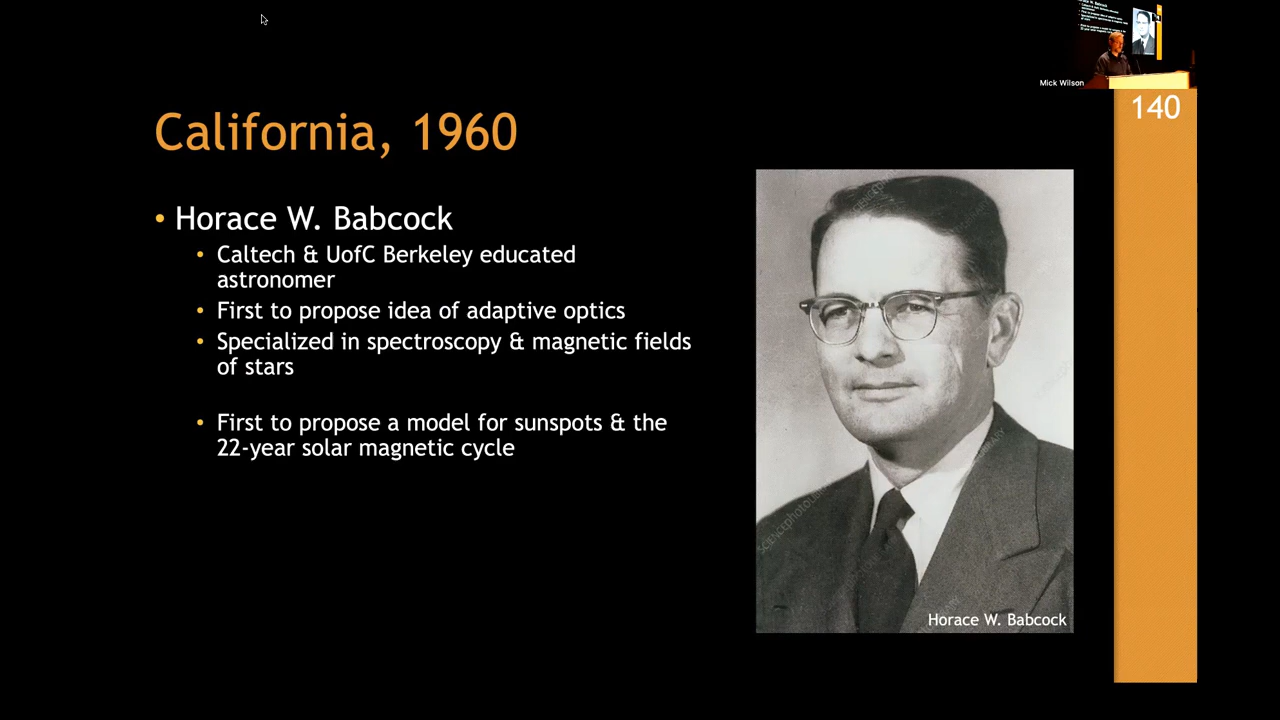 Mick Wilson
140
California, 1960
• Horace W. Babcock
• Caltech & UofC Berkeley educated
astronomer
• First to propose idea of adaptive optics
• Specialized in spectroscopy & magnetic fields
of stars
• First to propose a model for sunspots & the
22-year solar magnetic cycle
Horace W. Babcock